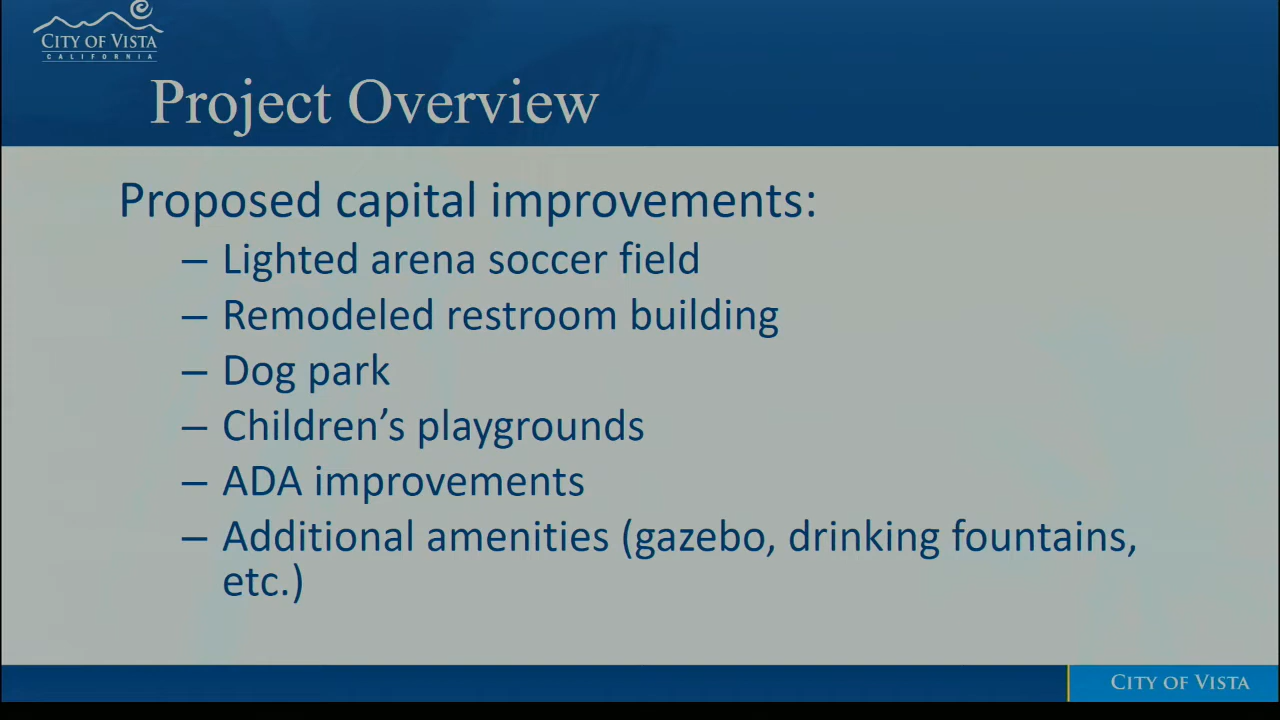 CITY OF VISTA
CALIFORNIA
Project Overview
Proposed capital improvements:
– Lighted arena soccer field
– Remodeled restroom building
– Dog park
– Children’s playgrounds
– ADA improvements
– Additional amenities (gazebo, drinking fountains,
etc.)
CITY OF VISTA